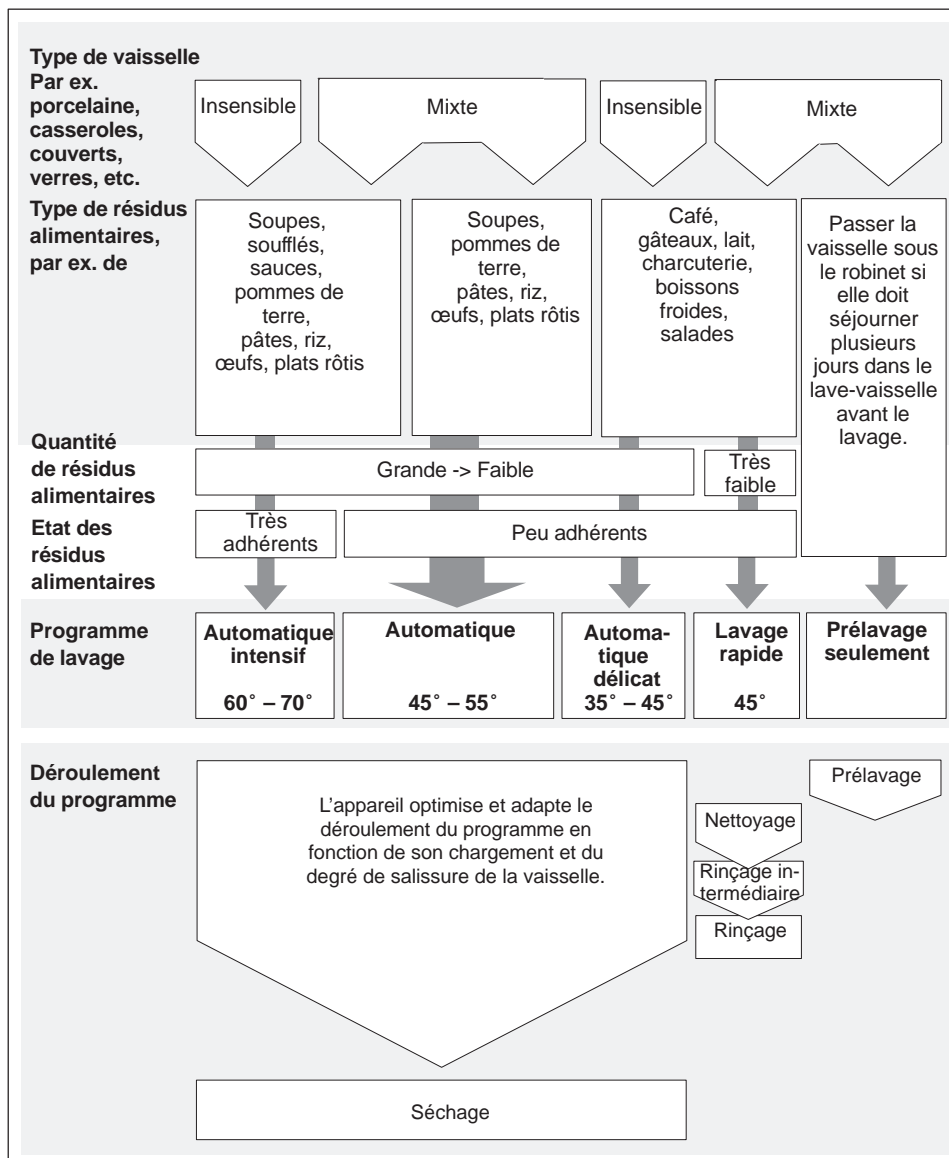 Type de vaisselle
Par ex.
porcelaine,
casseroles,
couverts,
verres, etc.
Insensible
Mixte
Insensible
Mixte
Type de résidus
alimentaires,
par ex. de
Soupes,
soufflés,
sauces,
pommes de
terre,
pâtes, riz,
œufs, plats rôtis
Soupes,
pommes de
terre,
pâtes, riz,
œufs, plats rôtis
Café,
gâteaux, lait,
charcuterie,
boissons
froides,
salades
Passer la
vaisselle sous
le robinet si
elle doit
séjourner
plusieurs
jours dans le
lave-vaisselle
avant le
lavage.
Quantité
de résidus
alimentaires
Grande -> Faible
Très
faible
Etat des
résidus
alimentaires
Très
adhérents
Peu adhérents
Programme
de lavage
Automatique
intensif
60° – 70°
Automatique
45° – 55°
Automa-
tique
délicat
35° – 45°
Lavage
rapide
45°
Prélavage
seulement
Déroulement
du programme
L’appareil optimise et adapte le
déroulement du programme en
fonction de son chargement et du
degré de salissure de la vaisselle.
Nettoyage
Rinçage in-
termédiaire
Rinçage
Prélavage
Séchage